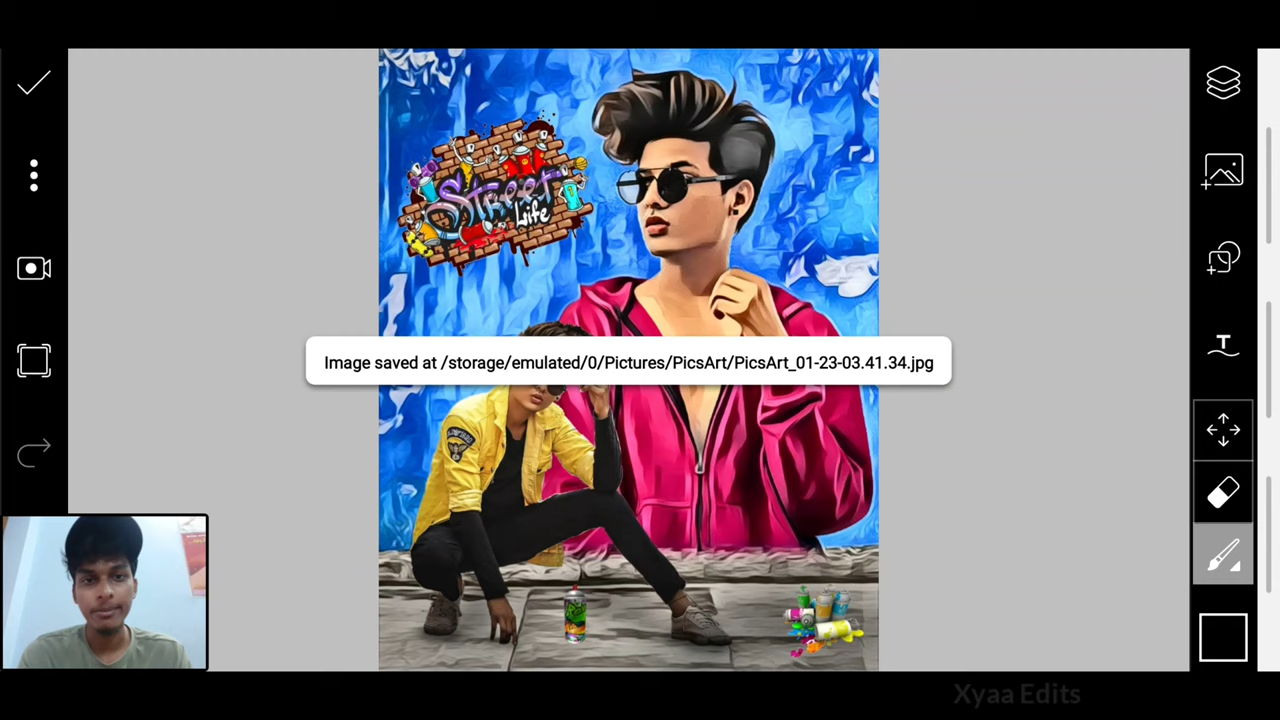 Street
Life
Image saved at /storage/emulated/0/Pictures/PicsArt/PicsArt_01-23-03.41.34.jpg
Xyaa Edits